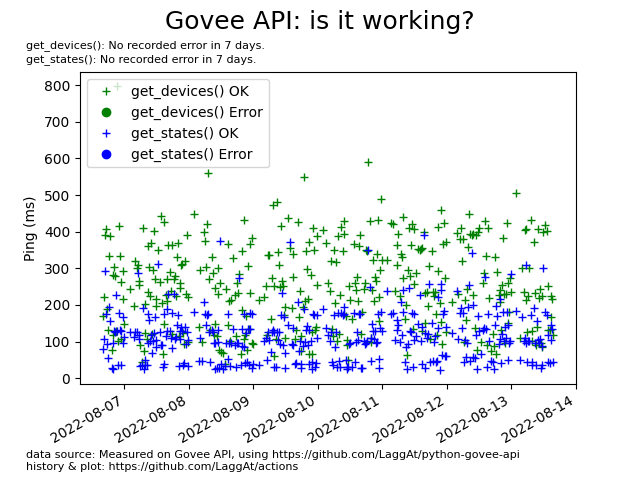 Govee API: is it working?
get_devices(): No recorded error in 7 days.
get_states(): No recorded error in 7 days.
get_devices() OK
get_devices() Error
get_states() OK
get_states() Error
Ping (ms)
800
700
600
500
400
300
200
100
0
2022-08-07
2022-08-08
2022-08-09
2022-08-10
2022-08-11
2022-08-12
2022-08-13
2022-08-14
data source: Measured on Govee API, using https://github.com/LaggAt/python-govee-api
history & plot: https://github.com/LaggAt/actions